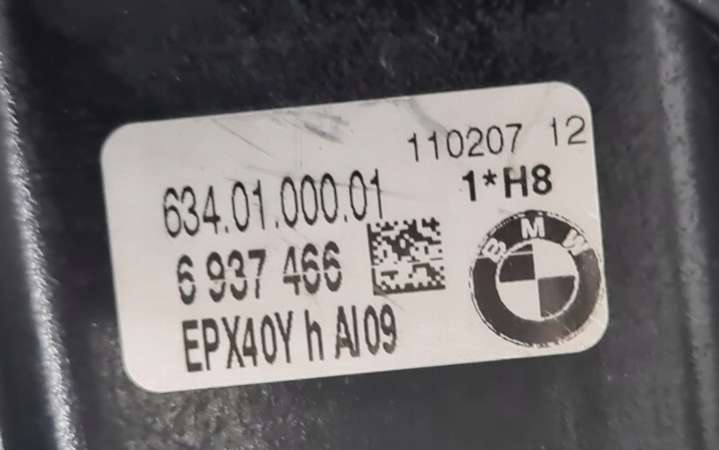 110207 12
1*H8
634.01.000.01
6 937 466
EPX40Y h AI09
BMW